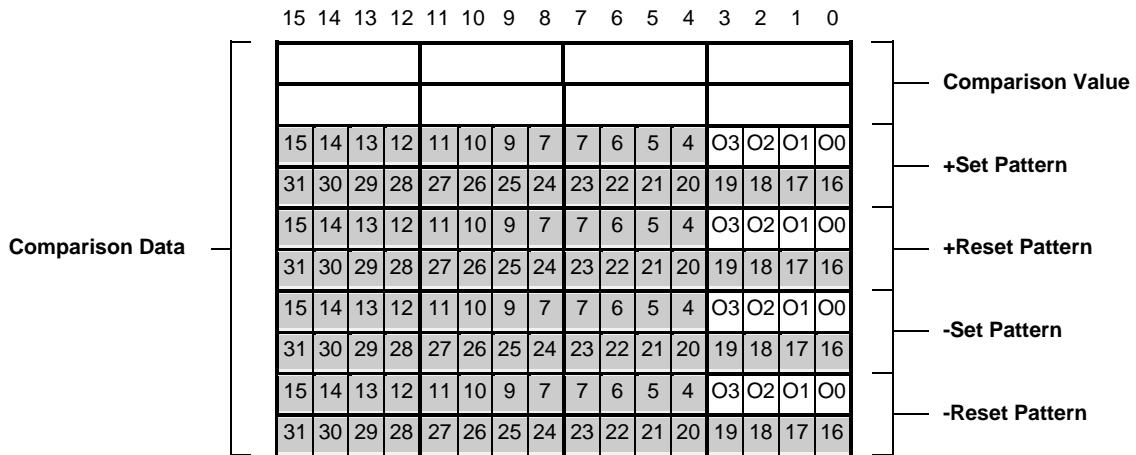 15 14 13 12 11 10 9 8 7 6 5 4 3 2 1 0
Comparison Value
15 14 13 12 11 10 9 7 7 6 5 4 O3 O2 O1 O0
+Set Pattern
31 30 29 28 27 26 25 24 23 22 21 20 19 18 17 16
15 14 13 12 11 10 9 7 7 6 5 4 O3 O2 O1 O0
Comparison Data
+Reset Pattern
31 30 29 28 27 26 25 24 23 22 21 20 19 18 17 16
15 14 13 12 11 10 9 7 7 6 5 4 O3 O2 O1 O0
-Set Pattern
31 30 29 28 27 26 25 24 23 22 21 20 19 18 17 16
15 14 13 12 11 10 9 7 7 6 5 4 O3 O2 O1 O0
-Reset Pattern
31 30 29 28 27 26 25 24 23 22 21 20 19 18 17 16